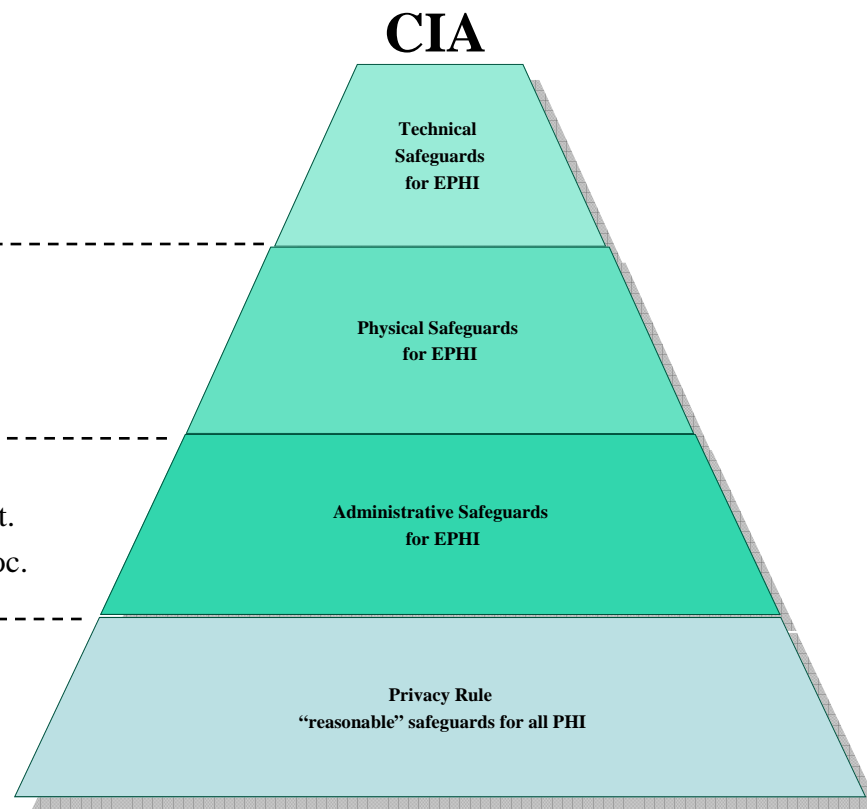 CIA
Technical
Safeguards
for EPHI
Physical Safeguards
for EPHI
Administrative Safeguards
for EPHI
Privacy Rule
“reasonable” safeguards for all PHI